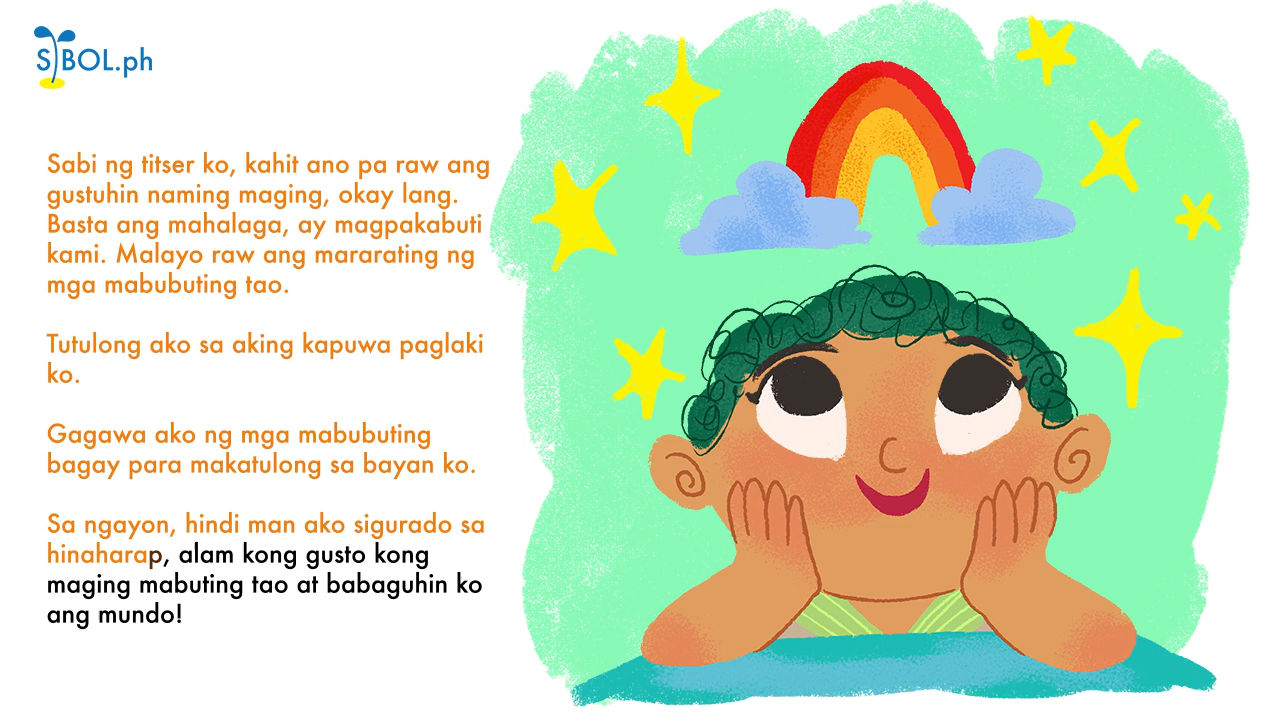 SIBOL.ph
Sabi ng titser ko, kahit ano pa raw ang
gustuhin naming maging, okay lang.
Basta ang mahalaga, ay magpakabuti
kami. Malayo raw ang mararating ng
mga mabubuting tao.
Tutulong ako sa aking kapuwa paglaki
ko.
Gagawa ako ng mga mabubuting
bagay para makatulong sa bayan ko.
Sa ngayon, hindi man ako sigurado sa
hinaharap, alam kong gusto kong
maging mabuting tao at babaguhin ko
ang mundo!